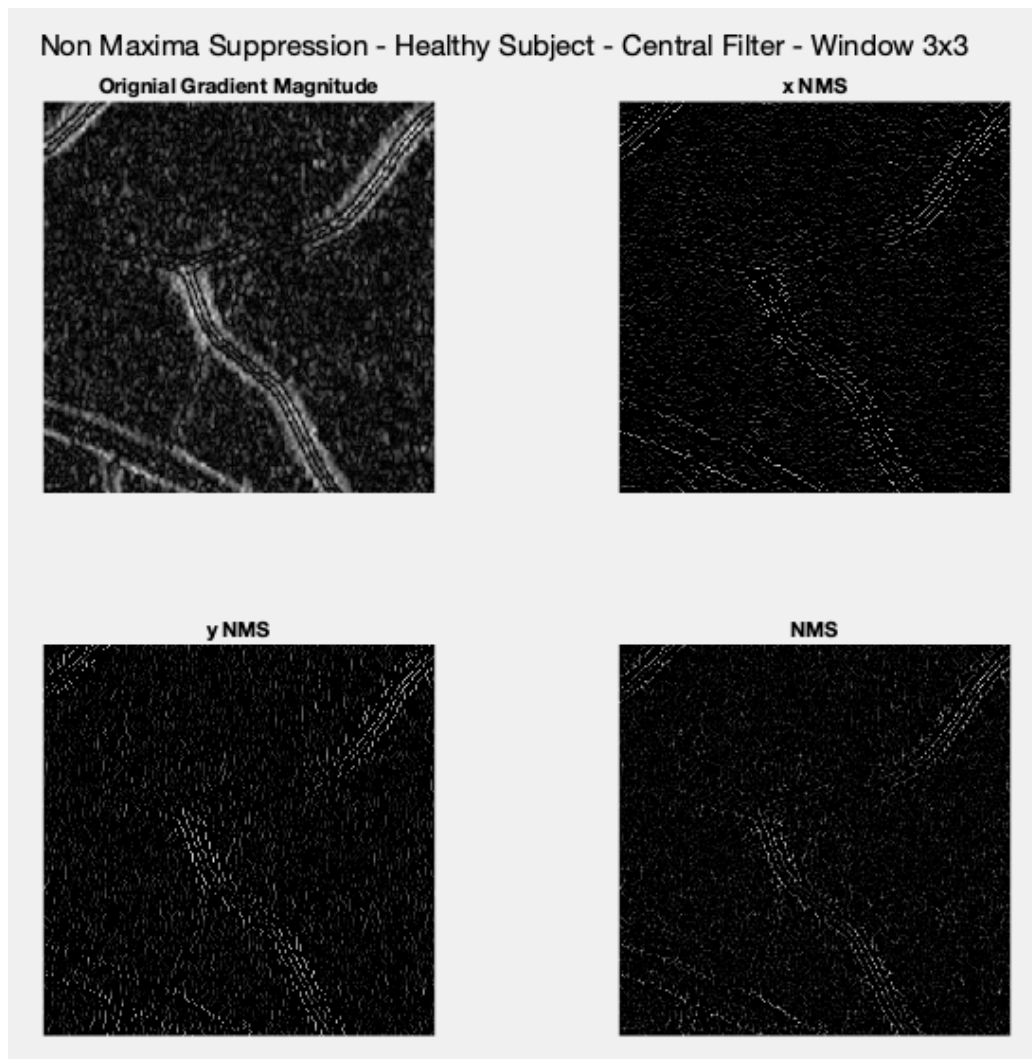 Non Maxima Suppression - Healthy Subject - Central Filter - Window 3x3
Orignial Gradient Magnitude
x NMS
y NMS
NMS